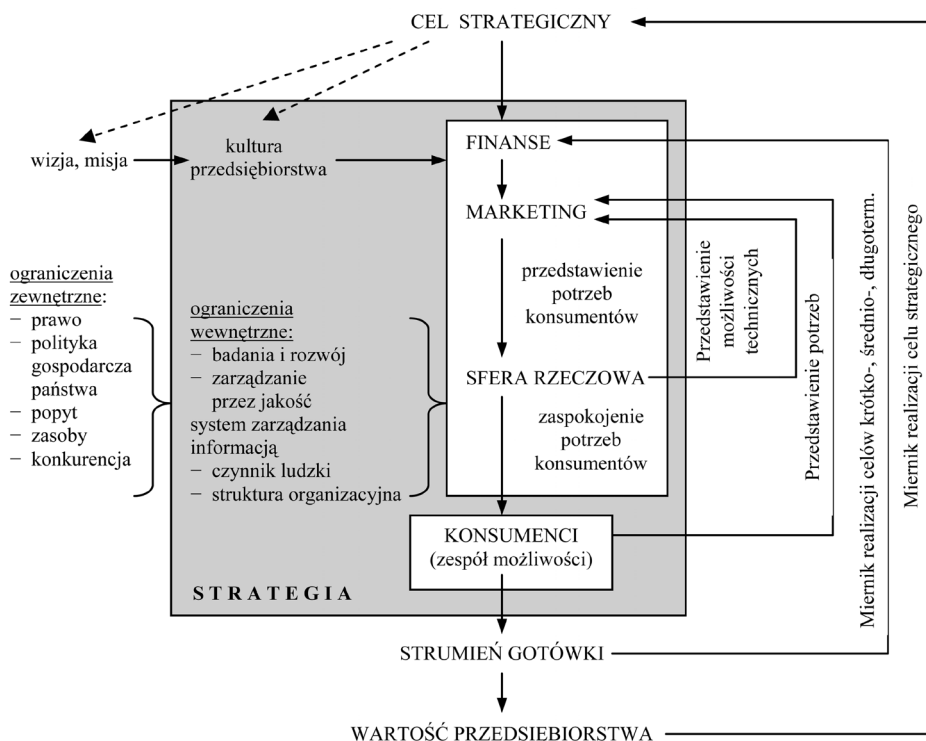 CEL STRATEGICZNY
wizja, misja
kultura
przedsiębiorstwa
FINANSE
MARKETING
przedstawienie
potrzeb
konsumentów
SFERA RZECZOWA
zaspokojenie
potrzeb
konsumentów
ograniczenia
zewnętrzne:
− prawo
− polityka
gospodarcza
państwa
− popyt
− zasoby
− konkurencja
ograniczenia
wewnętrzne:
− badania i rozwój
− zarządzanie
przez jakość
system zarządzania
informacją
− czynnik ludzki
− struktura organizacyjna
KONSUMENCI
(zespół możliwości)
STRATEGIA
STRUMIEŃ GOTÓWKI
WARTOŚĆ PRZEDSIEBIORSTWA
Przedstawienie
możliwości
technicznych
Przedstawienie potrzeb
Miernik realizacji celów krótko-, średnio-, długoterm.
Miernik realizacji celu strategicznego